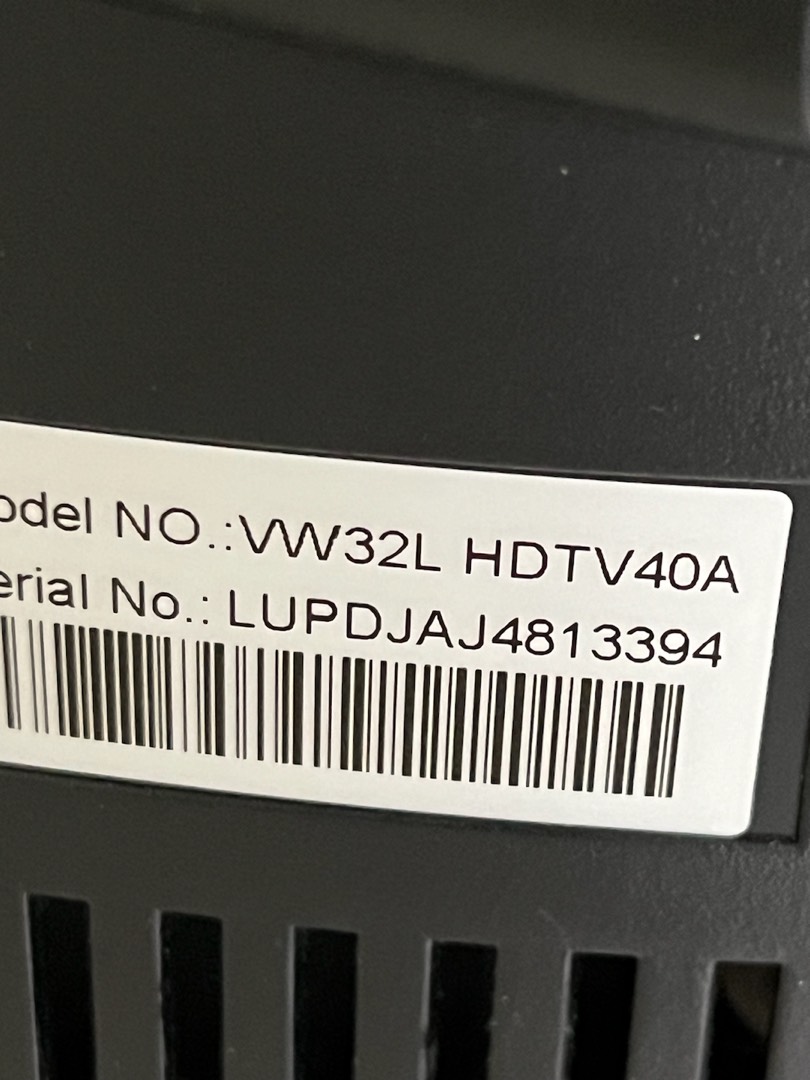 odel NO.:VW32L HDTV40A
erial No.: LUPDJAJ4813394